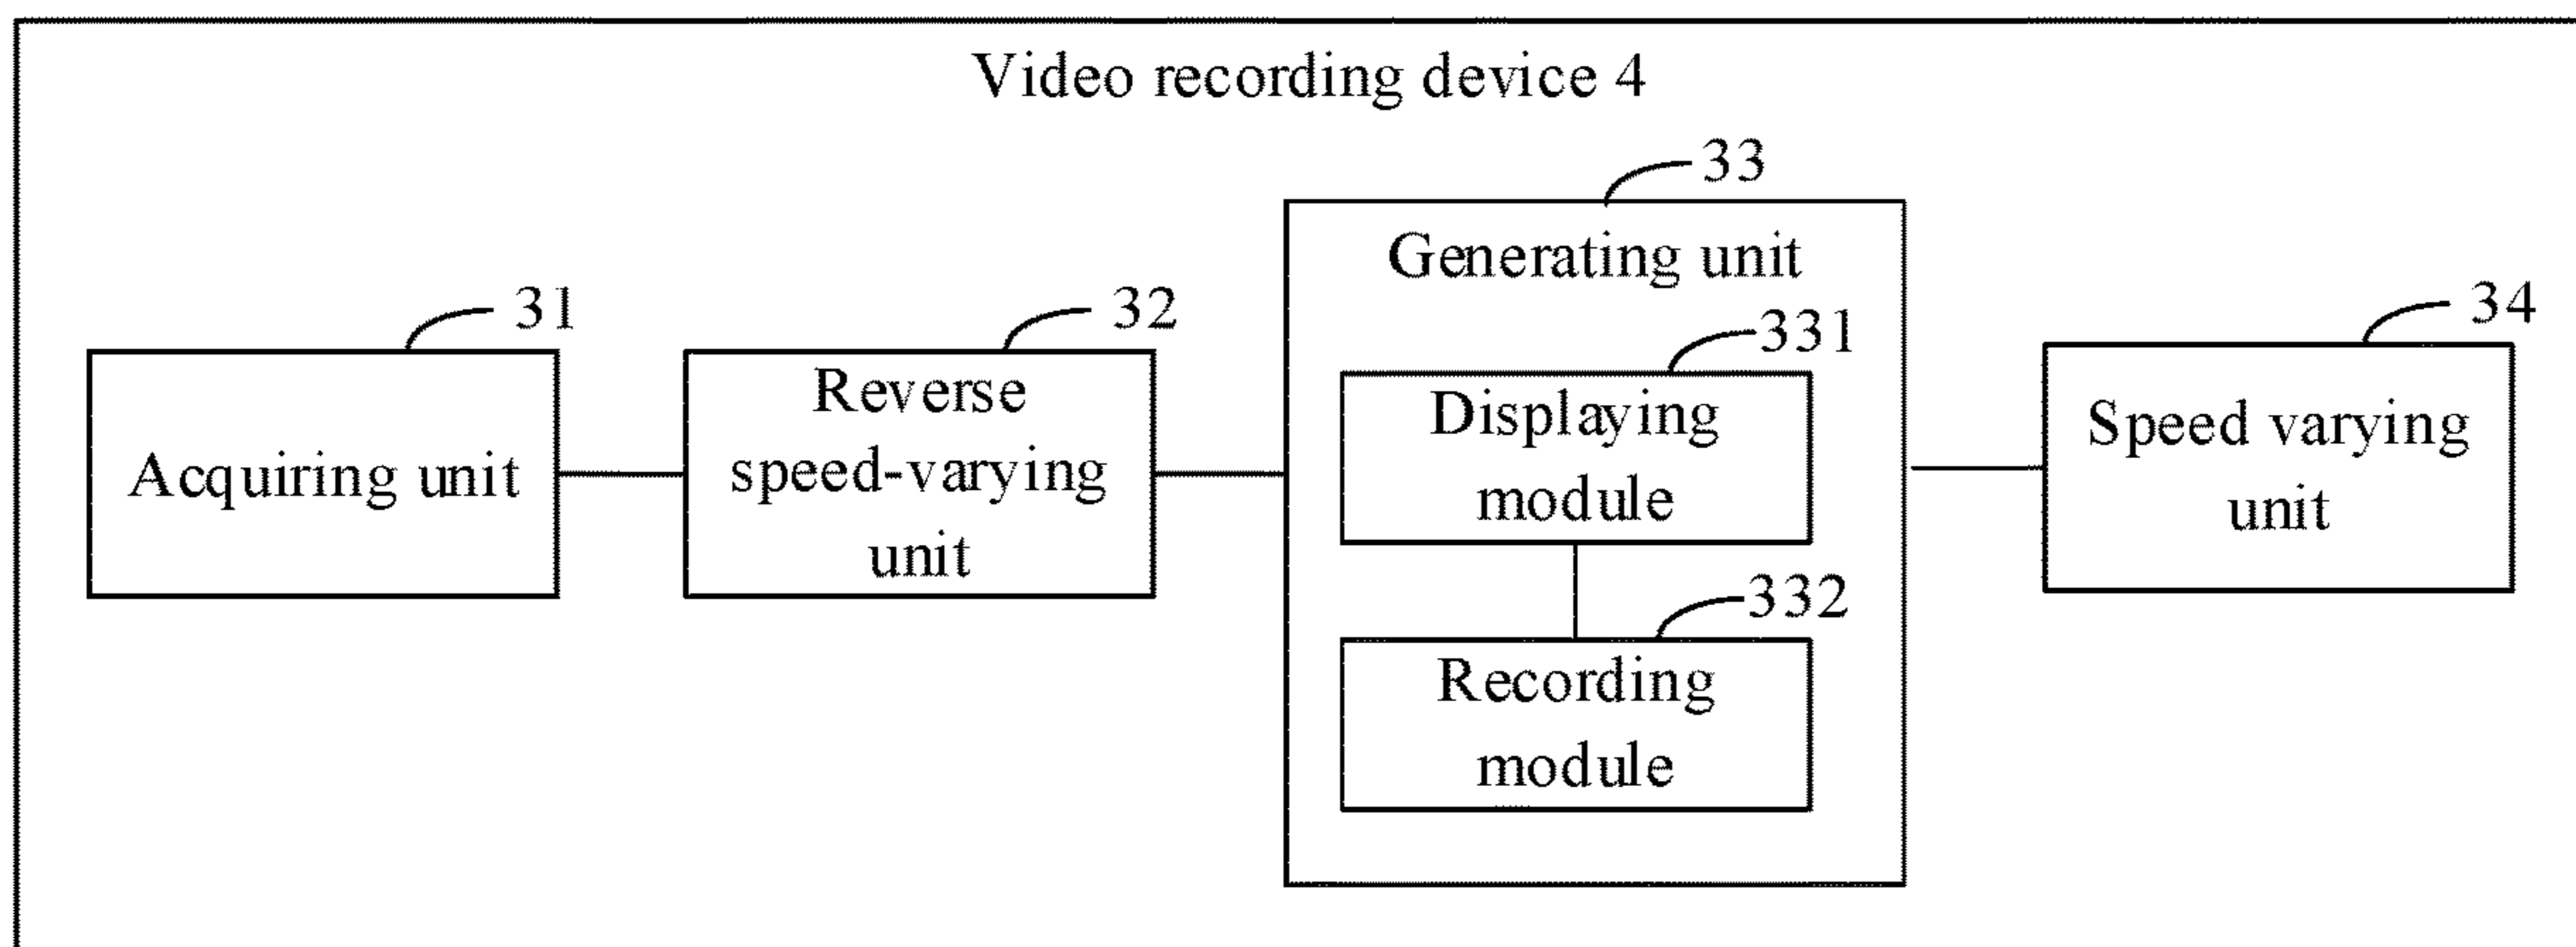 Video recording device 4
31
Acquiring unit
32
Reverse
speed-varying
unit
33
Generating unit
331
Displaying
module
332
Recording
module
34
Speed varying
unit